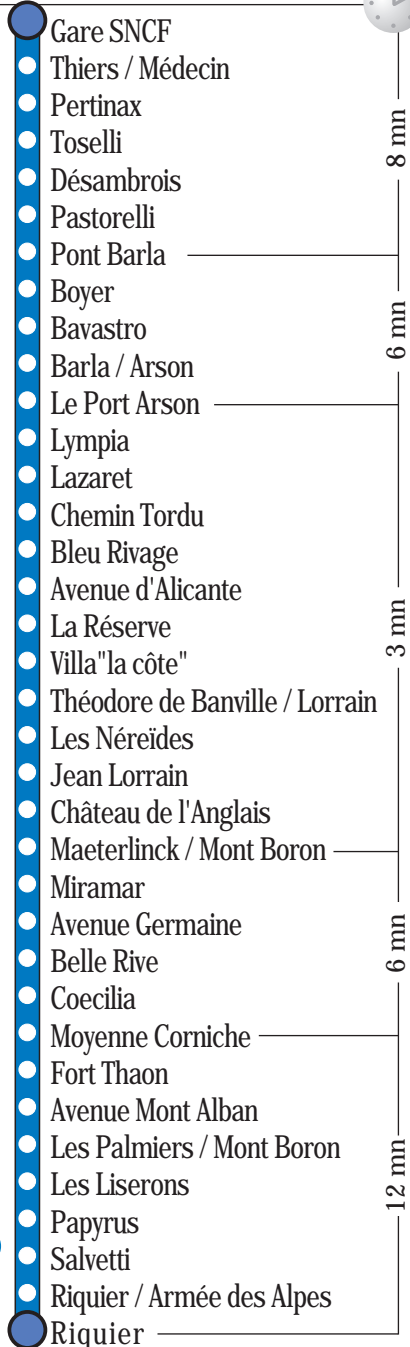 Gare SNCF
Thiers / Médecin
Pertinax
Toselli
Désambrois
Pastorelli
Pont Barla
Boyer
Bavastro
Barla / Arson
Le Port Arson
Lympia
Lazaret
Chemin Tordu
Bleu Rivage
Avenue d'Alicante
La Réserve
Villa"la côte"
Théodore de Banville / Lorrain
Les Néreïdes
Jean Lorrain
Château de l'Anglais
Maeterlinck / Mont Boron
Miramar
Avenue Germaine
Belle Rive
Coecilia
Moyenne Corniche
Fort Thaon
Avenue Mont Alban
Les Palmiers / Mont Boron
Les Liserons
Papyrus
Salvetti
Riquier / Armée des Alpes
Riquier
8 mn
6 mn
3 mn
6 mn
12 mn